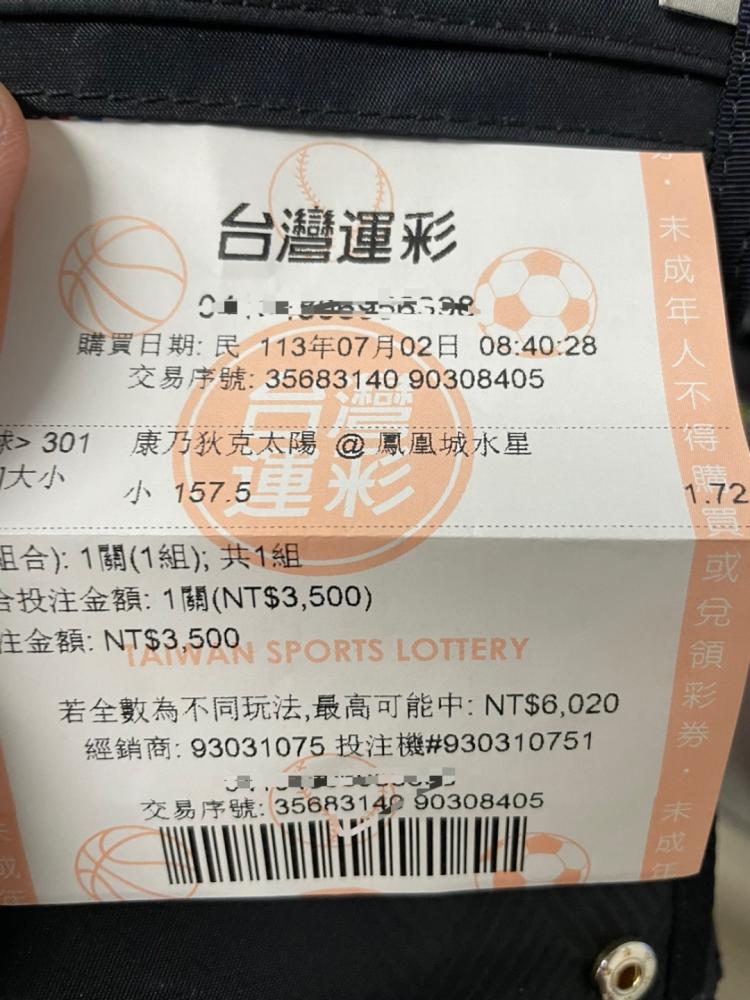 台灣運彩
購買日期: 民 113年07月02日 08:40:28
交易序號: 35683140 90308405
> 301 康乃狄克太陽 @ 鳳凰城水星
大小
小 157.5 1.72
組合): 1關(1組); 共1組
合投注金額: 1關(NT$3,500)
注金額: NT$3,500
TAIWAN SPORTS LOTTERY
若全數為不同玩法,最高可能中: NT$6,020
經銷商: 93031075 投注機#930310751
交易序號: 35683140 90308405
台灣運彩
未成年人不得購買或兌領彩券・未成年